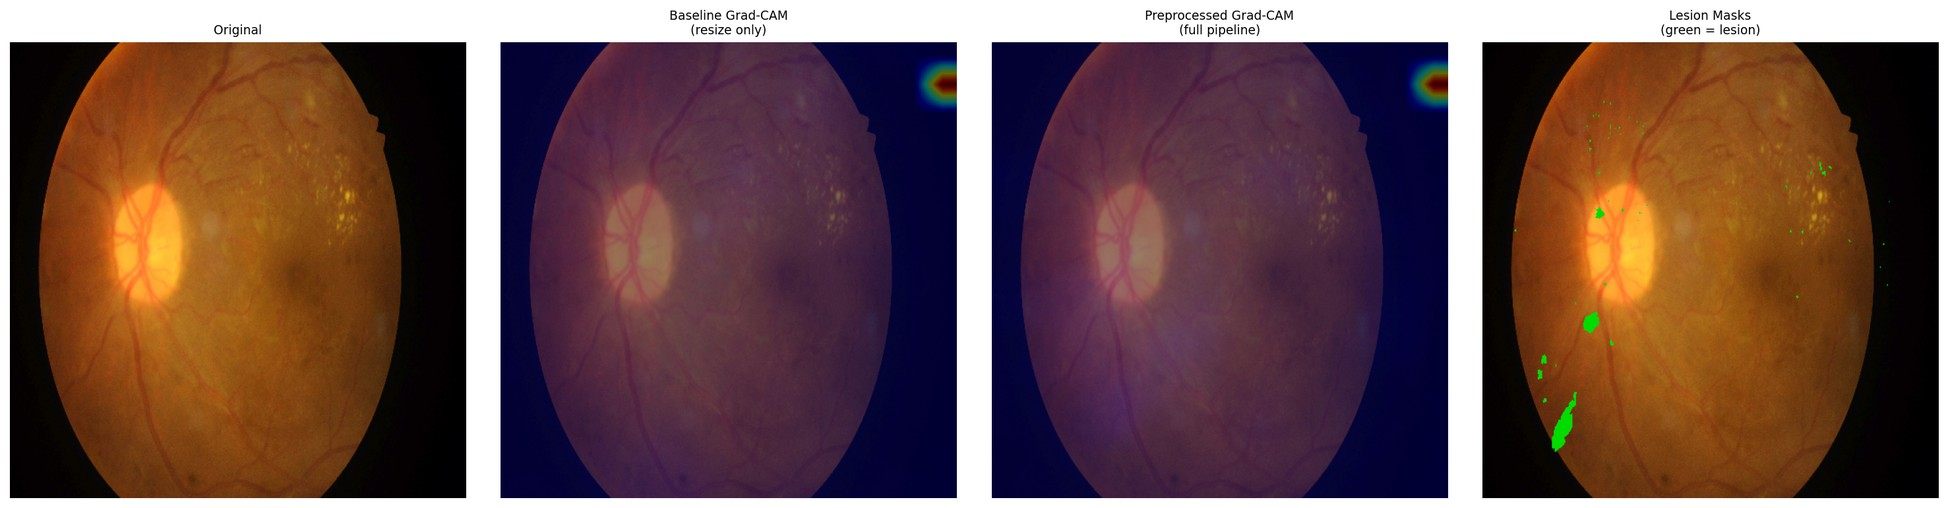 Original
Baseline Grad-CAM
(resize only)
Preprocessed Grad-CAM
(full pipeline)
Lesion Masks
(green = lesion)